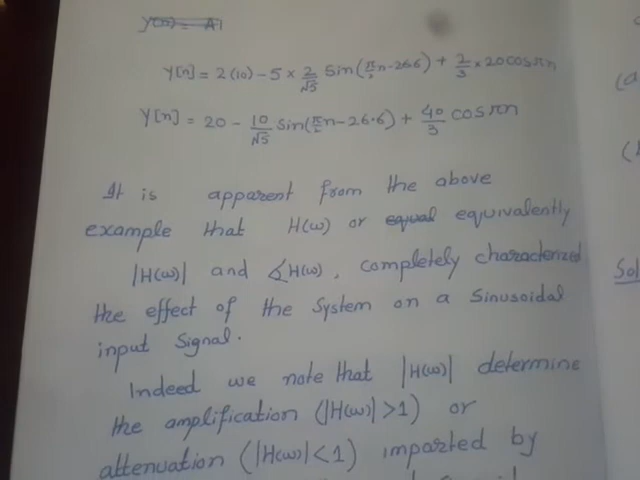 y[n] = 2(10) - 5 × 2/√5 Sin(π/2 n - 26.6) + 2/3 × 20 cos πn
y[n] = 20 - 10/√5 sin(π/2 n - 26.6) + 40/3 cos πn
It is apparent from the above
example that H(ω) or equal equivalently
|H(ω)| and ∡H(ω), completely characterized
the effect of the System on a Sinusoidal
input Signal.
Indeed we note that |H(ω)| determine
the amplification (|H(ω)| > 1) or
attenuation (|H(ω)| < 1) imparted by
(a
Sol